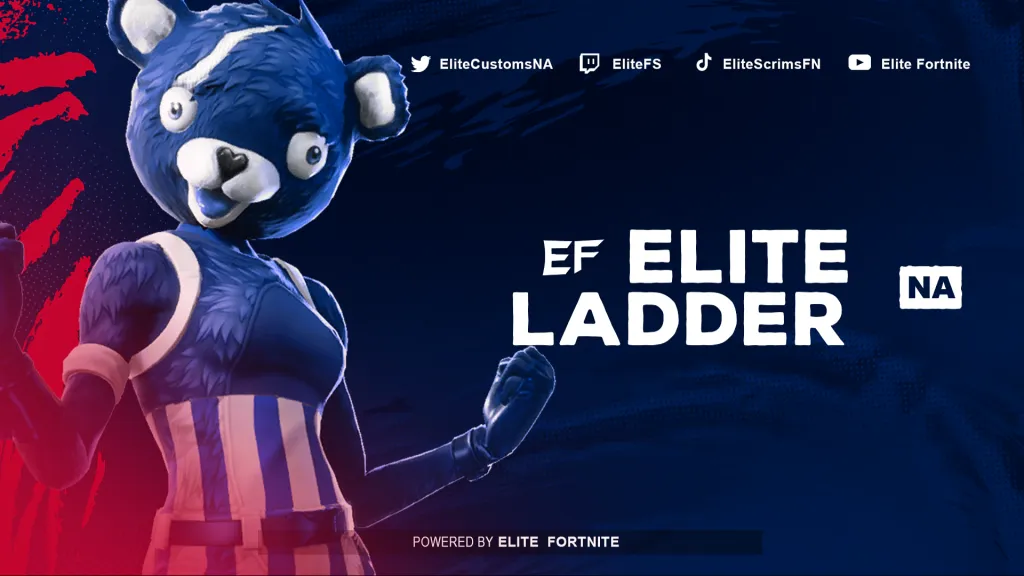 EliteCustomsNA EliteFS EliteScrimsFN Elite Fortnite
EF ELITE
LADDER
NA
POWERED BY ELITE FORTNITE